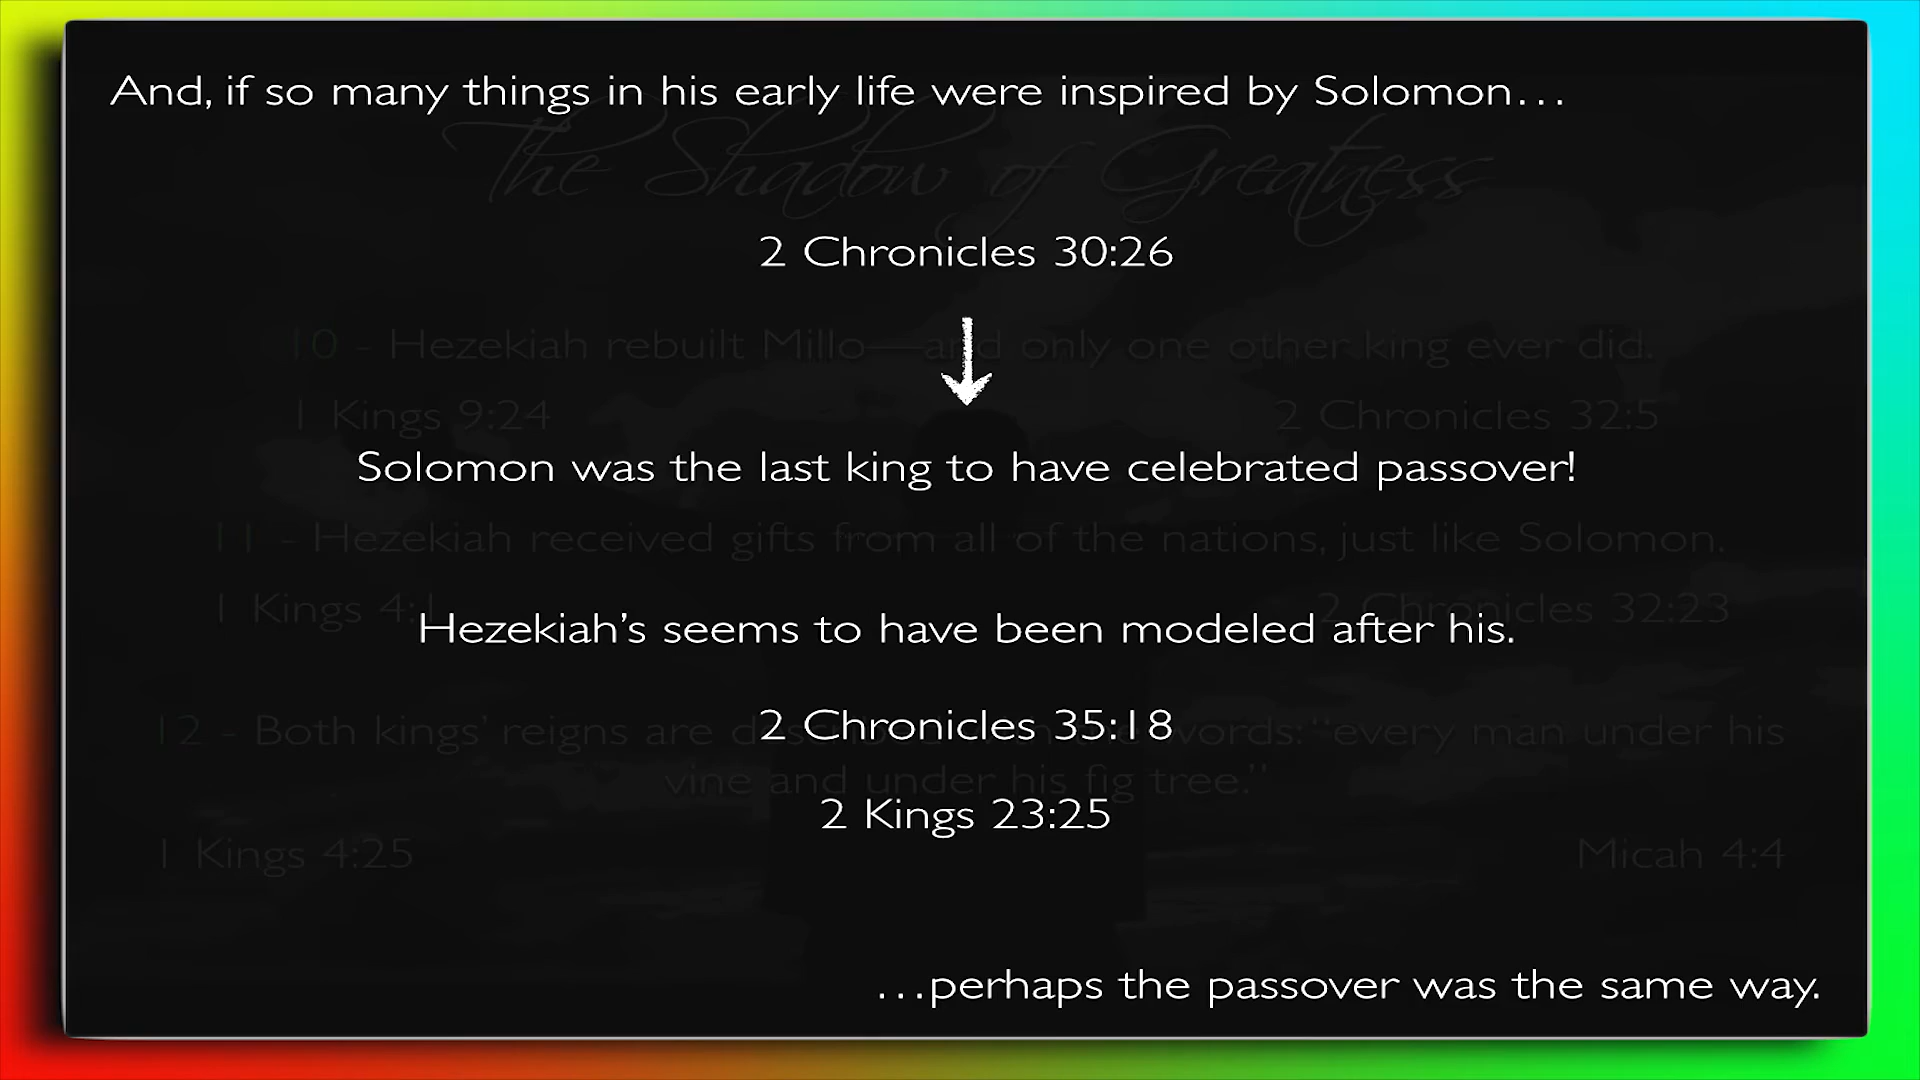 And, if so many things in his early life were inspired by Solomon…
The Shadow of Greatness
2 Chronicles 30:26
10 - Hezekiah rebuilt Millo—and only one other king ever did.
1 Kings 9:24 2 Chronicles 32:5
Solomon was the last king to have celebrated passover!
11 - Hezekiah received gifts from all of the nations, just like Solomon.
1 Kings 4: 2 Chronicles 32:23
Hezekiah’s seems to have been modeled after his.
2 Chronicles 35:18
12 - Both kings’ reigns are words: “every man under his
vine and under his fig tree.”
2 Kings 23:25
1 Kings 4:25 Micah 4:4
…perhaps the passover was the same way.